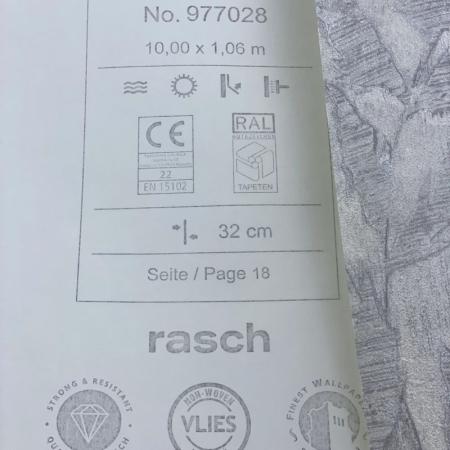 No. 977028
10,00 x 1,06 m
CE
RAL
22
EN 15102
TAPETEN
32 cm
Seite / Page 18
rasch
STRONG & RESISTANT
NON-WOVEN
VLIES
FINEST WALLPAPER